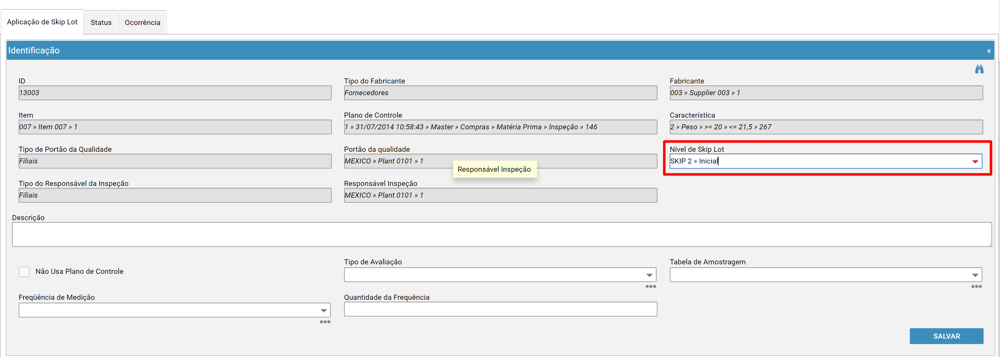 Aplicação de Skip Lot Status Ocorrência
Identificação «
ID Tipo do Fabricante Fabricante
13003 Fornecedores 003 » Supplier 003 » 1
Item Plano de Controle Característica
007 » Item 007 » 1 1 » 31/07/2014 10:58:43 » Master » Compras » Matéria Prima » Inspeção » 146 2 » Peso » >= 20 » <= 21,5 » 267
Tipo de Portão da Qualidade Portão da qualidade Nível de Skip Lot
Filiais MEXICO » Plant 0101 » 1 SKIP 2 » Inicial
Responsável Inspeção
Tipo do Responsável da Inspeção Responsável Inspeção
Filiais MEXICO » Plant 0101 » 1
Descrição
Tipo de Avaliação Tabela de Amostragem
Não Usa Plano de Controle
Freqüência de Medição Quantidade da Frequência
SALVAR